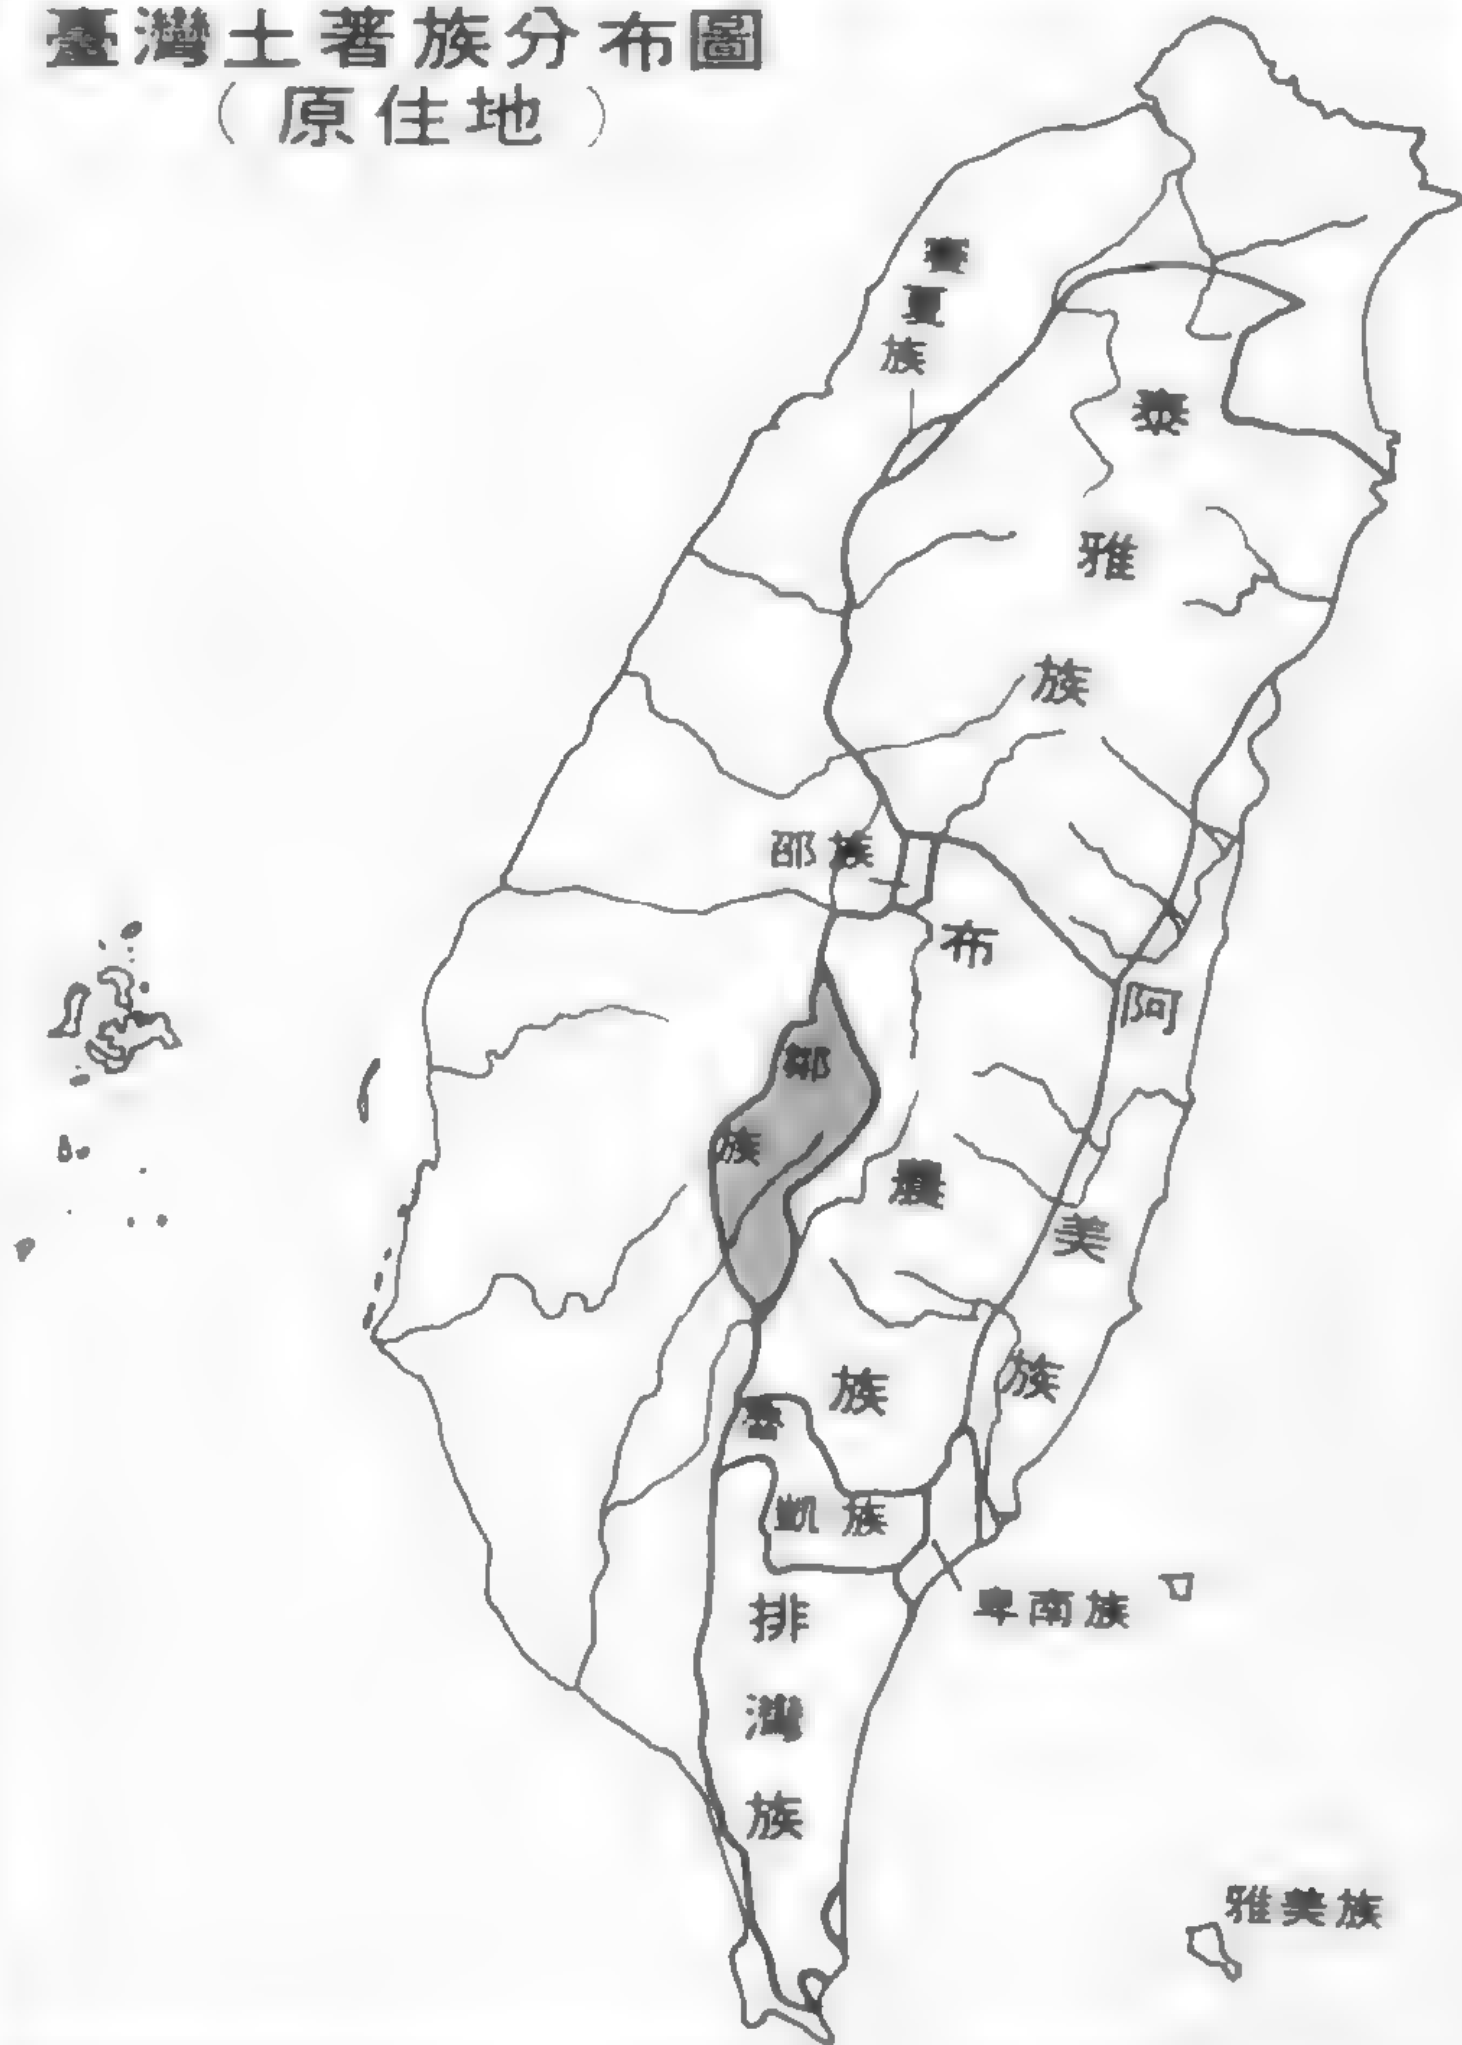 臺灣土著族分布圖
（原住地）
賽夏族
泰雅族
邵族
布農族
阿美族
鄒族
魯凱族
卑南族
排灣族
雅美族